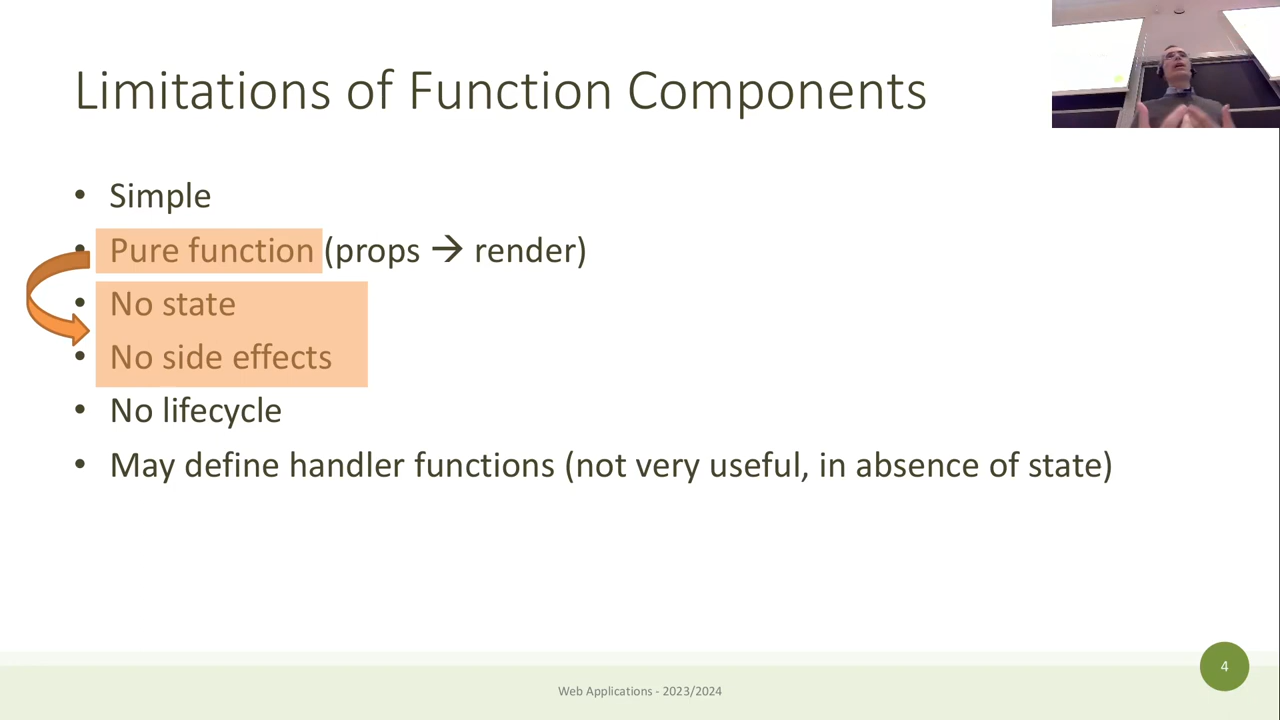 Limitations of Function Components
• Simple
• Pure function (props → render)
• No state
• No side effects
• No lifecycle
• May define handler functions (not very useful, in absence of state)
4
Web Applications - 2023/2024